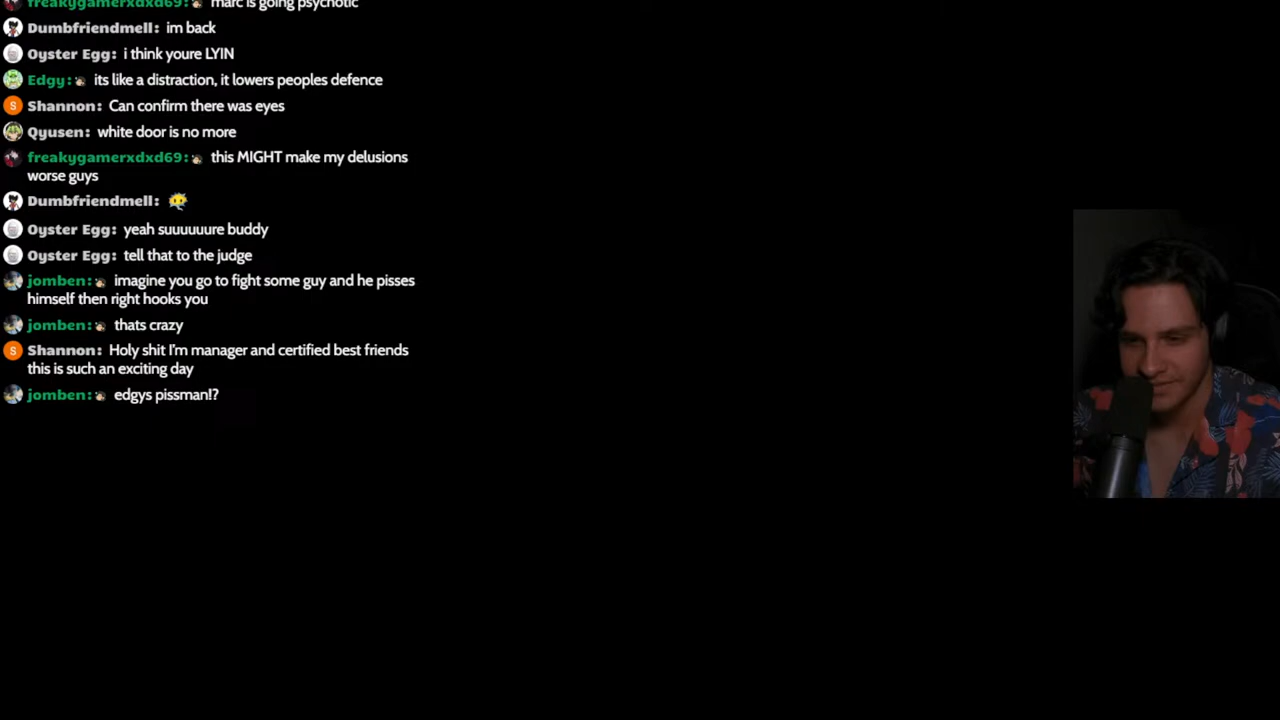 freakygamerxdxd69: marc is going psychotic
Dumbfriendmell: im back
Oyster Egg: i think youre LYIN
Edgy: its like a distraction, it lowers peoples defence
S Shannon: Can confirm there was eyes
Qyusen: white door is no more
freakygamerxdxd69: this MIGHT make my delusions
worse guys
Dumbfriendmell:
Oyster Egg: yeah suuuuuure buddy
Oyster Egg: tell that to the judge
jomben: imagine you go to fight some guy and he pisses
himself then right hooks you
jomben: thats crazy
S Shannon: Holy shit I'm manager and certified best friends
this is such an exciting day
jomben: edgys pissman!?